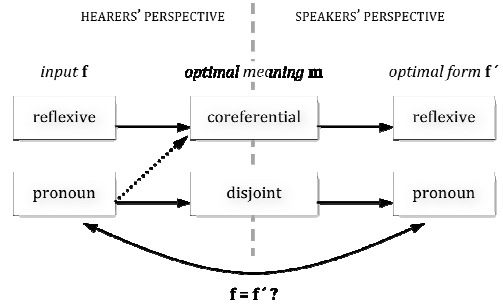 HEARERS’ PERSPECTIVE SPEAKERS’ PERSPECTIVE
input f optimal meaning m optimal form f´
reflexive coreferential reflexive
pronoun disjoint pronoun
f = f´ ?